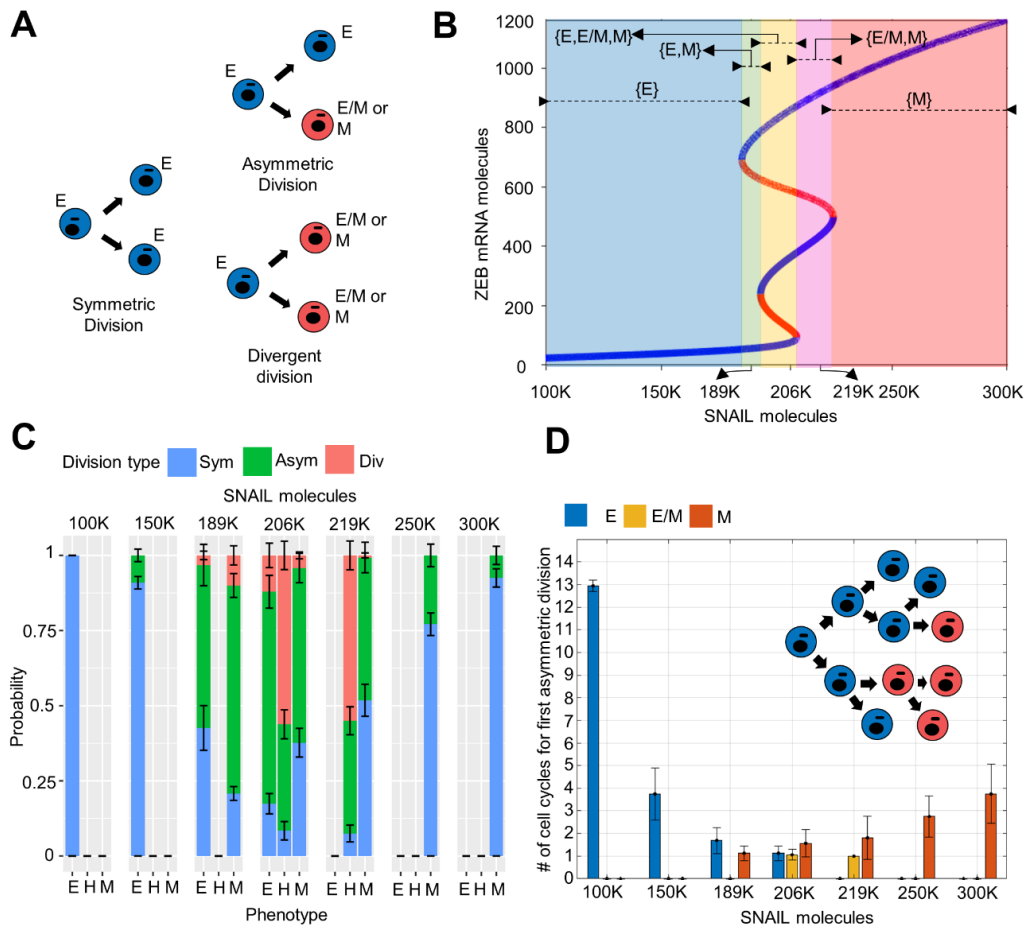 A
E
E
E/M or
M
Asymmetric
Division
E
E
E
Symmetric
Division
E
E/M or
M
E/M or
M
Divergent
division
B
ZEB mRNA molecules
1200
1000
800
600
400
200
0
{E,E/M,M}
{E,M}
{E/M,M}
{E}
{M}
100K 150K 189K 206K 219K 250K 300K
SNAIL molecules
C
Division type Sym Asym Div
SNAIL molecules
100K 150K 189K 206K 219K 250K 300K
Probability
1
0.75
0.5
0.25
0
E H M E H M E H M E H M E H M E H M E H M
Phenotype
D
E E/M M
# of cell cycles for first asymmetric division
14
13
12
11
10
9
8
7
6
5
4
3
2
1
0
100K 150K 189K 206K 219K 250K 300K
SNAIL molecules